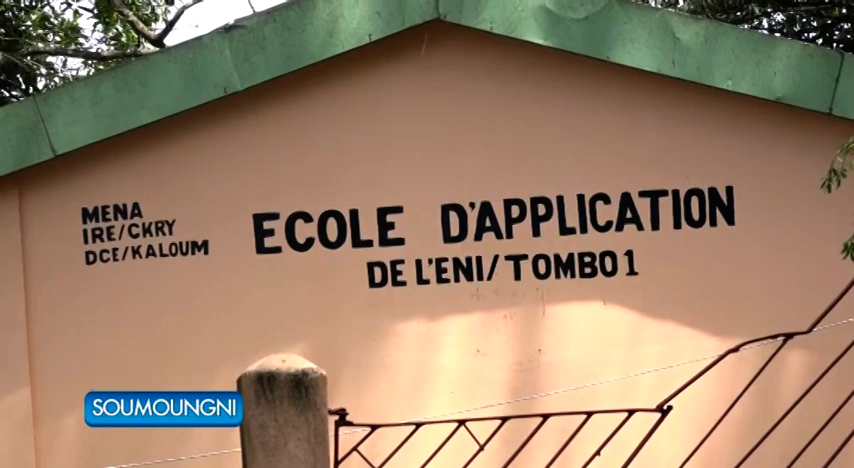 MENA
IRE/CKRY
DCE/KALOUM
ECOLE D'APPLICATION
DE L'ENI/TOMBO 1
SOUMOUNGNI